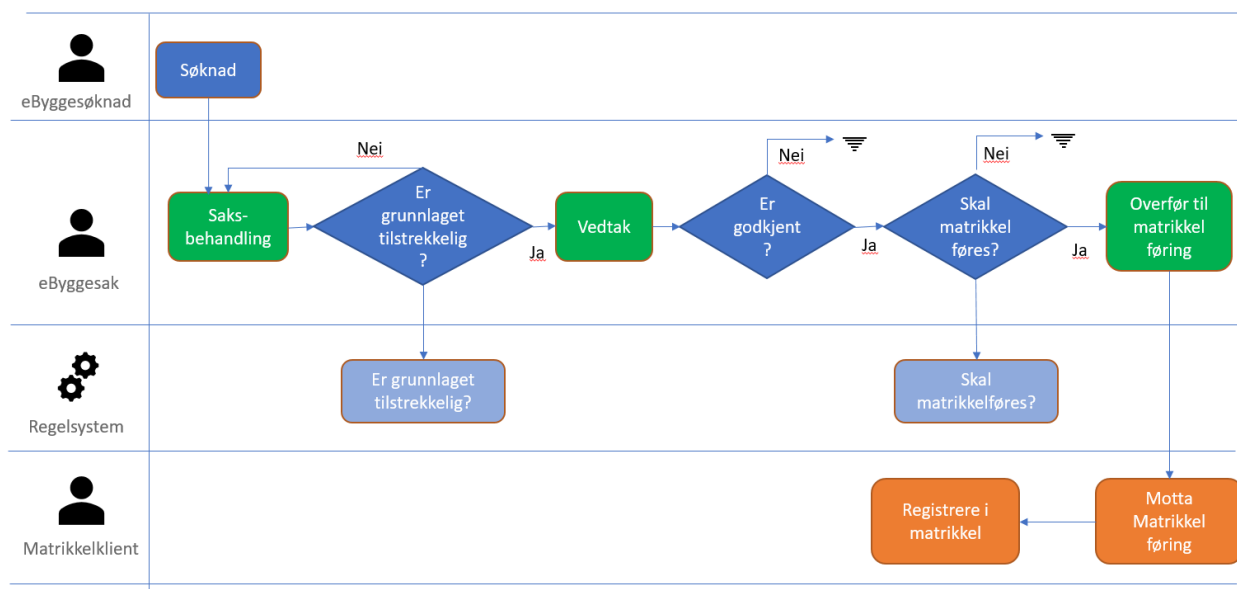 eByggesøknad
Søknad
eByggesak
Nei
Saks-
behandling
Er
grunnlaget
tilstrekkelig
?
Ja
Vedtak
Nei
Er
godkjent
?
Ja
Nei
Skal
matrikkel
føres?
Ja
Overfør til
matrikkel
føring
Regelsystem
Er grunnlaget
tilstrekkelig?
Skal
matrikkelføres?
Matrikkelklient
Registrere i
matrikkel
Motta
Matrikkel
føring